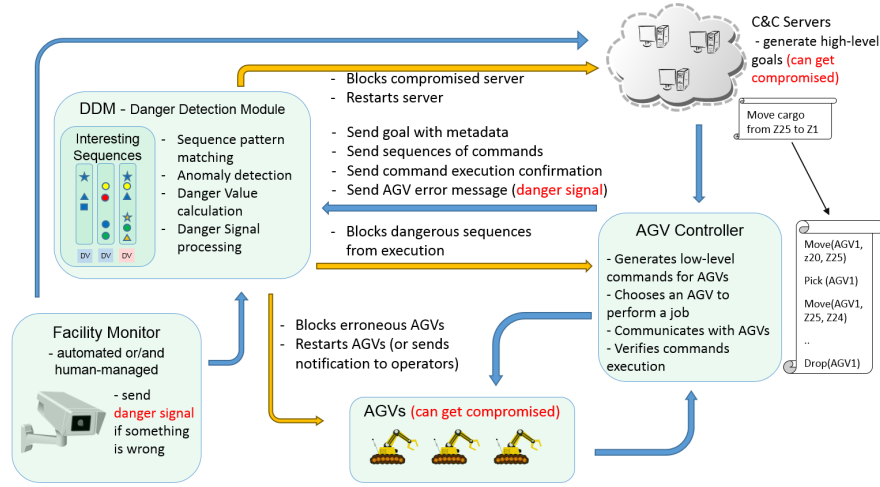 C&C Servers
- generate high-level
goals (can get
compromised)
- Blocks compromised
server
- Restarts server
DDM - Danger Detection Module
Interesting
Sequences
DV
DV
DV
- Sequence pattern
matching
- Anomaly detection
- Danger Value
calculation
- Danger Signal
processing
- Send goal with metadata
- Send sequences of commands
- Send command execution confirmation
- Send AGV error message (danger signal)
- Blocks dangerous sequences
from execution
Move cargo
from Z25 to Z1
AGV Controller
- Generates low-level
commands for AGVs
- Chooses an AGV to
perform a job
- Communicates with AGVs
- Verifies commands
execution
Move(AGV1,
z20, Z25)
Pick (AGV1)
Move(AGV1,
Z25, Z24)
..
Drop(AGV1)
Facility Monitor
- automated or/and
human-managed
- send
danger signal
if something
is wrong
- Blocks erroneous AGVs
- Restarts AGVs (or sends
notification to operators)
AGVs (can get compromised)